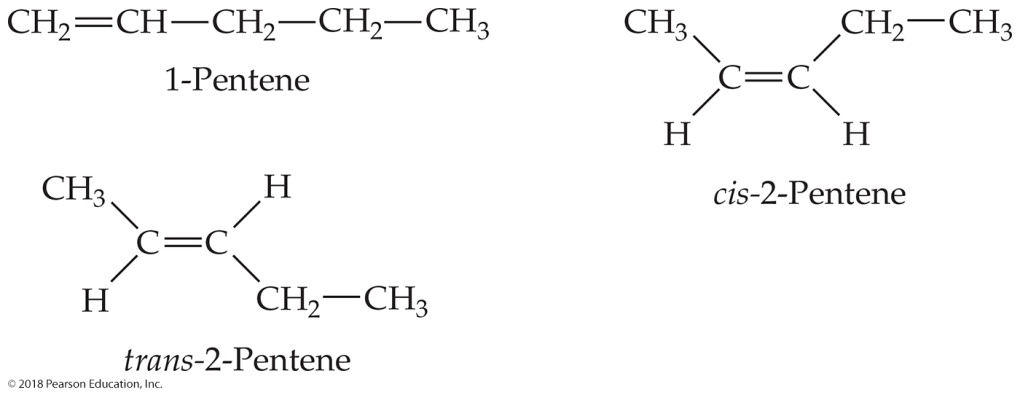 CH₂=CH—CH₂—CH₂—CH₃
1-Pentene
CH₃ CH₂—CH₃
C=C
H H
cis-2-Pentene
CH₃ H
C=C
H CH₂—CH₃
trans-2-Pentene
© 2018 Pearson Education, Inc.